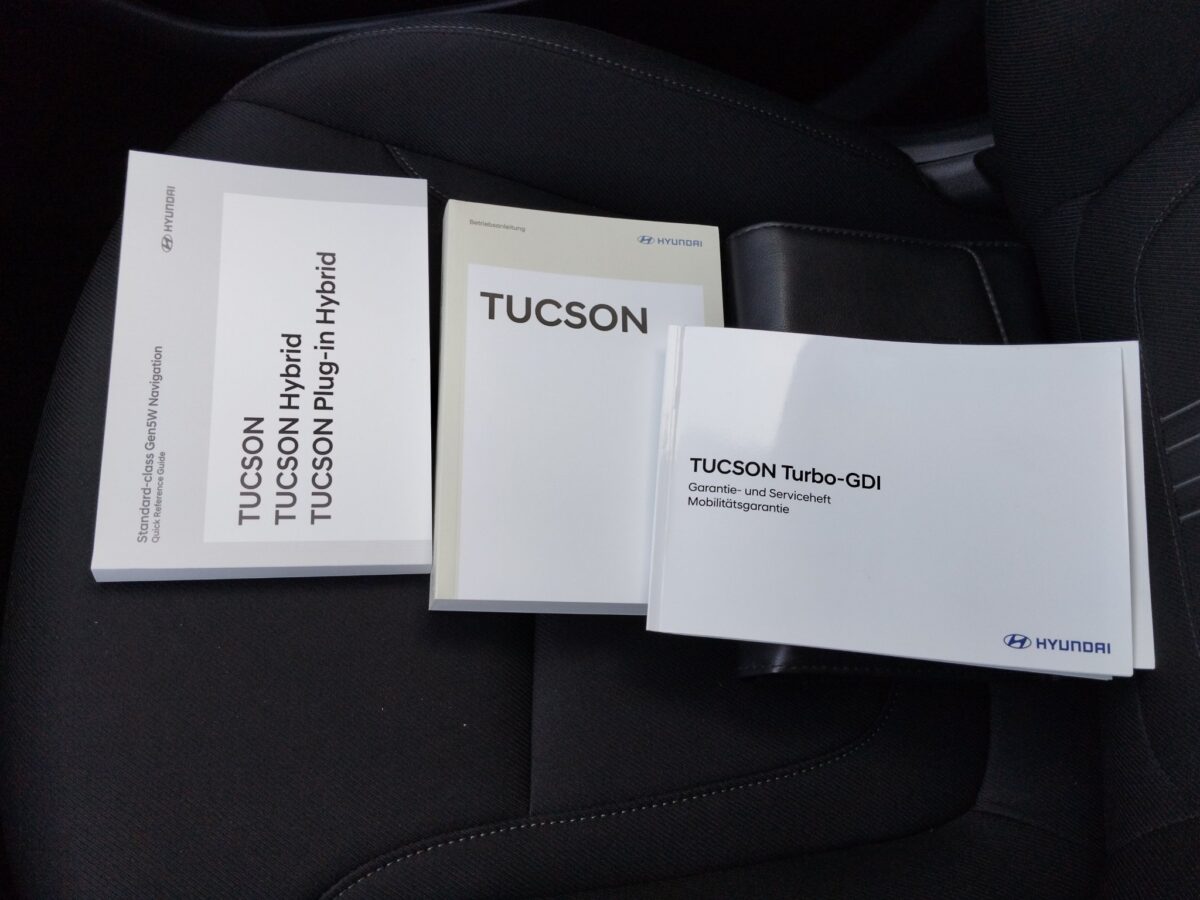 HYUNDAI
Standard-class Gen5W Navigation
Quick Reference Guide
TUCSON
TUCSON Hybrid
TUCSON Plug-in Hybrid
Betriebsanleitung
HYUNDAI
TUCSON
TUCSON Turbo-GDI
Garantie- und Serviceheft
Mobilitätsgarantie
HYUNDAI